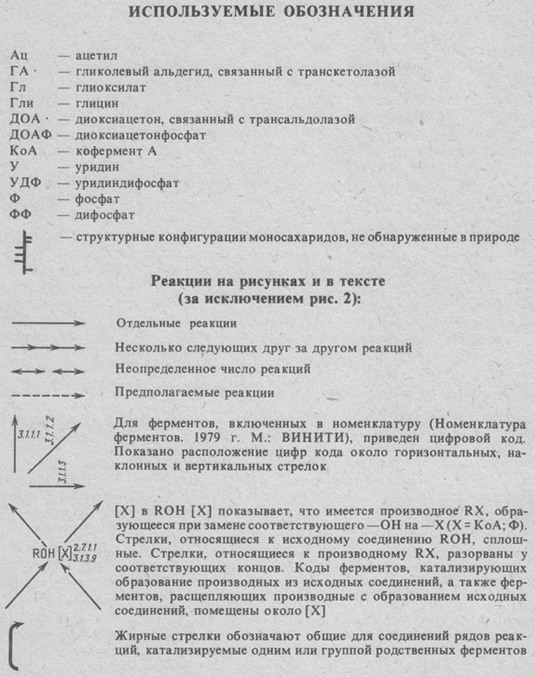 ИСПОЛЬЗУЕМЫЕ ОБОЗНАЧЕНИЯ
Ац — ацетил
ГА · — гликолевый альдегид, связанный с транскетолазой
Гл — глиоксилат
Гли — глицин
ДОА · — диоксиацетон, связанный с трансальдолазой
ДОАФ — диоксиацетонфосфат
КоА — кофермент А
У — уридин
УДФ — уридиндифосфат
Ф — фосфат
ФФ — дифосфат
— структурные конфигурации моносахаридов, не обнаруженные в природе
Реакции на рисунках и в тексте
(за исключением рис. 2):
Отдельные реакции
Несколько следующих друг за другом реакций
Неопределенное число реакций
Предполагаемые реакции
3.1.1.1
3.1.1.2
3.1.1.3
Для ферментов, включенных в номенклатуру (Номенклатура
ферментов. 1979 г. М.: ВИНИТИ), приведен цифровой код.
Показано расположение цифр кода около горизонтальных, на-
клонных и вертикальных стрелок
ROH [X] 2.7.1.1
3.1.3.9
[X] в ROH [X] показывает, что имеется производное RX, обра-
зующееся при замене соответствующего —ОН на —X (X = КоА; Ф).
Стрелки, относящиеся к исходному соединению ROH, сплош-
ные. Стрелки, относящиеся к производному RX, разорваны у
соответствующих концов. Коды ферментов, катализирующих
образование производных из исходных соединений, а также фер-
ментов, расщепляющих производные с образованием исходных
соединений, помещены около [X]
Жирные стрелки обозначают общие для соединений рядов реак-
ций, катализируемые одним или группой родственных ферментов